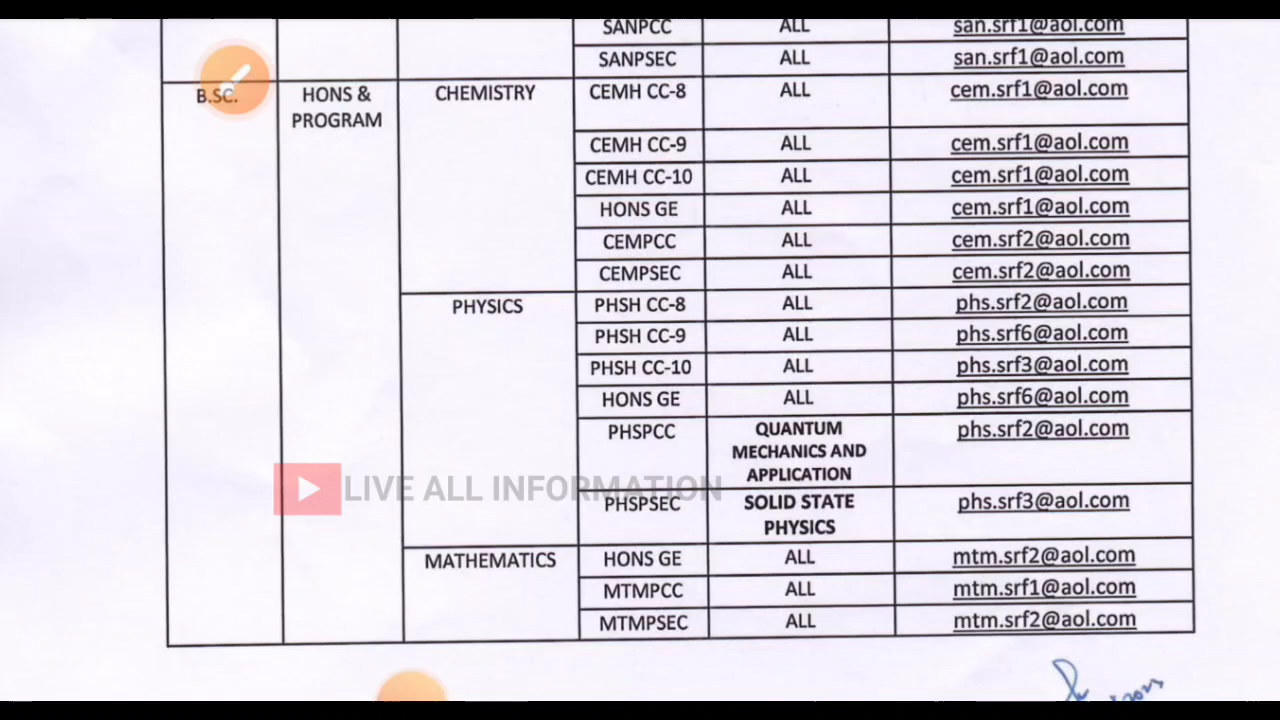 SANPCC ALL san.srf1@aol.com
SANPSEC ALL san.srf1@aol.com
B.SC. HONS & PROGRAM CHEMISTRY CEMH CC-8 ALL cem.srf1@aol.com
CEMH CC-9 ALL cem.srf1@aol.com
CEMH CC-10 ALL cem.srf1@aol.com
HONS GE ALL cem.srf1@aol.com
CEMPCC ALL cem.srf2@aol.com
CEMPSEC ALL cem.srf2@aol.com
PHYSICS PHSH CC-8 ALL phs.srf2@aol.com
PHSH CC-9 ALL phs.srf6@aol.com
PHSH CC-10 ALL phs.srf3@aol.com
HONS GE ALL phs.srf6@aol.com
PHSPCC QUANTUM MECHANICS AND APPLICATION phs.srf2@aol.com
LIVE ALL INFORMATION
PHSPSEC SOLID STATE PHYSICS phs.srf3@aol.com
MATHEMATICS HONS GE ALL mtm.srf2@aol.com
MTMPCC ALL mtm.srf1@aol.com
MTMPSEC ALL mtm.srf2@aol.com